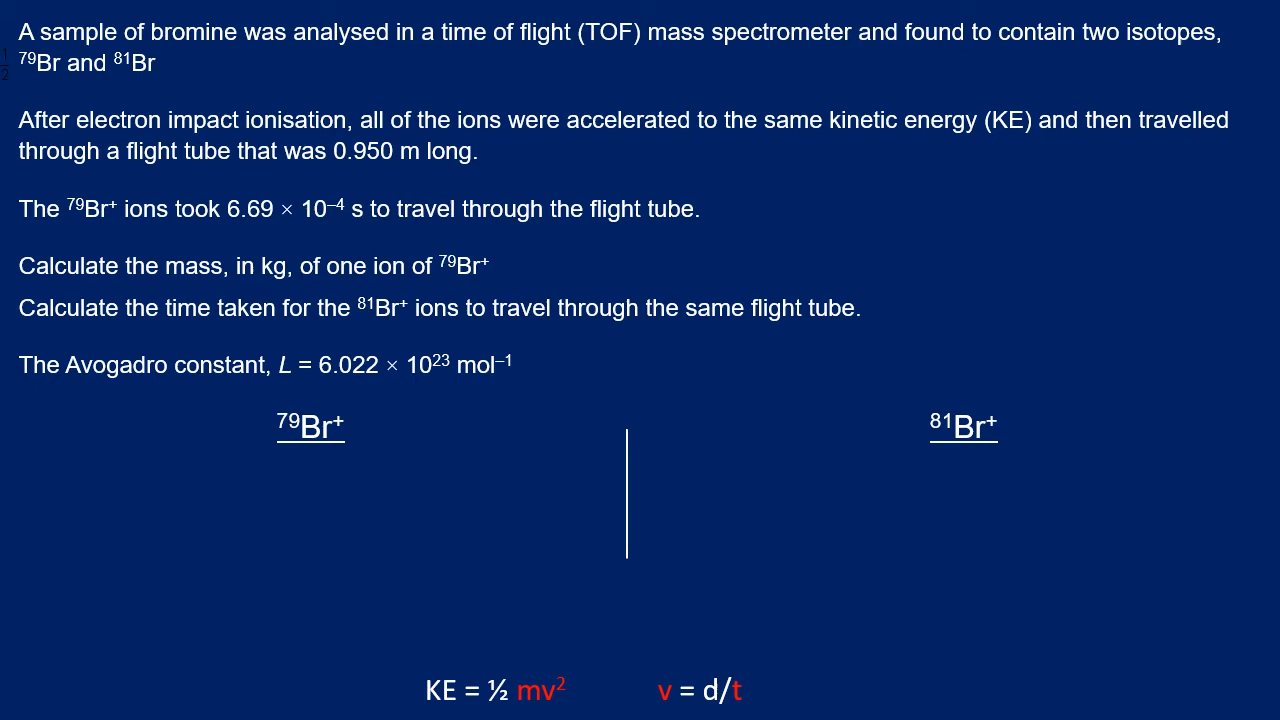 A sample of bromine was analysed in a time of flight (TOF) mass spectrometer and found to contain two isotopes,
½
⁷⁹Br and ⁸¹Br
After electron impact ionisation, all of the ions were accelerated to the same kinetic energy (KE) and then travelled
through a flight tube that was 0.950 m long.
The ⁷⁹Br⁺ ions took 6.69 × 10⁻⁴ s to travel through the flight tube.
Calculate the mass, in kg, of one ion of ⁷⁹Br⁺
Calculate the time taken for the ⁸¹Br⁺ ions to travel through the same flight tube.
The Avogadro constant, L = 6.022 × 10²³ mol⁻¹
⁷⁹Br⁺
⁸¹Br⁺
KE = ½ mv² v = d/t